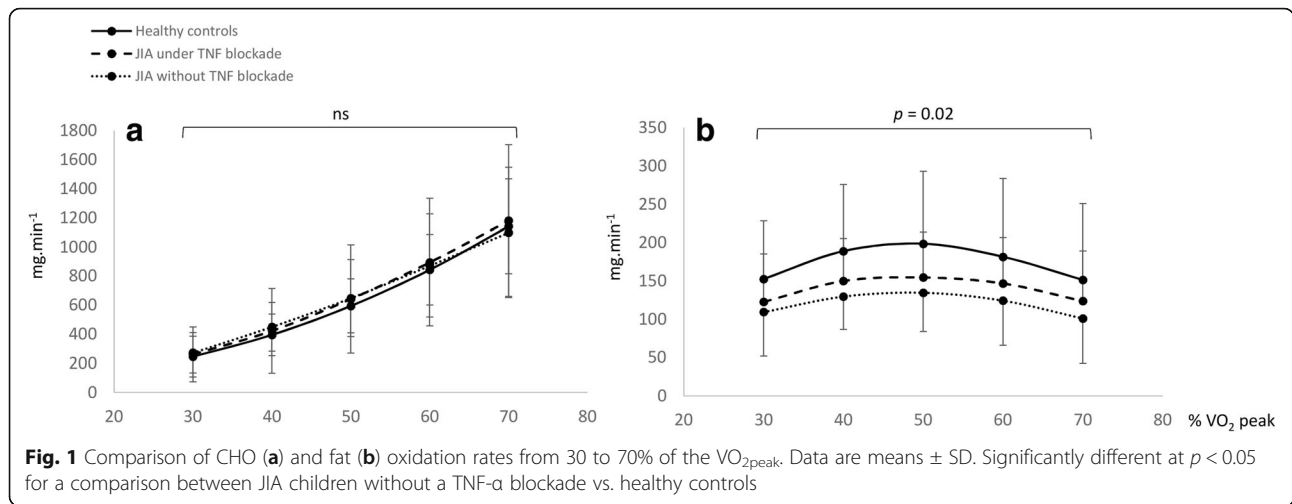 Healthy controls
JIA under TNF blockade
JIA without TNF blockade
a
ns
mg.min⁻¹
1800
1600
1400
1200
1000
800
600
400
200
0
20 30 40 50 60 70 80
b
p = 0.02
mg.min⁻¹
350
300
250
200
150
100
50
0
20 30 40 50 60 70 80 % VO₂ peak
Fig. 1 Comparison of CHO (a) and fat (b) oxidation rates from 30 to 70% of the VO₂peak. Data are means ± SD. Significantly different at p < 0.05
for a comparison between JIA children without a TNF-α blockade vs. healthy controls